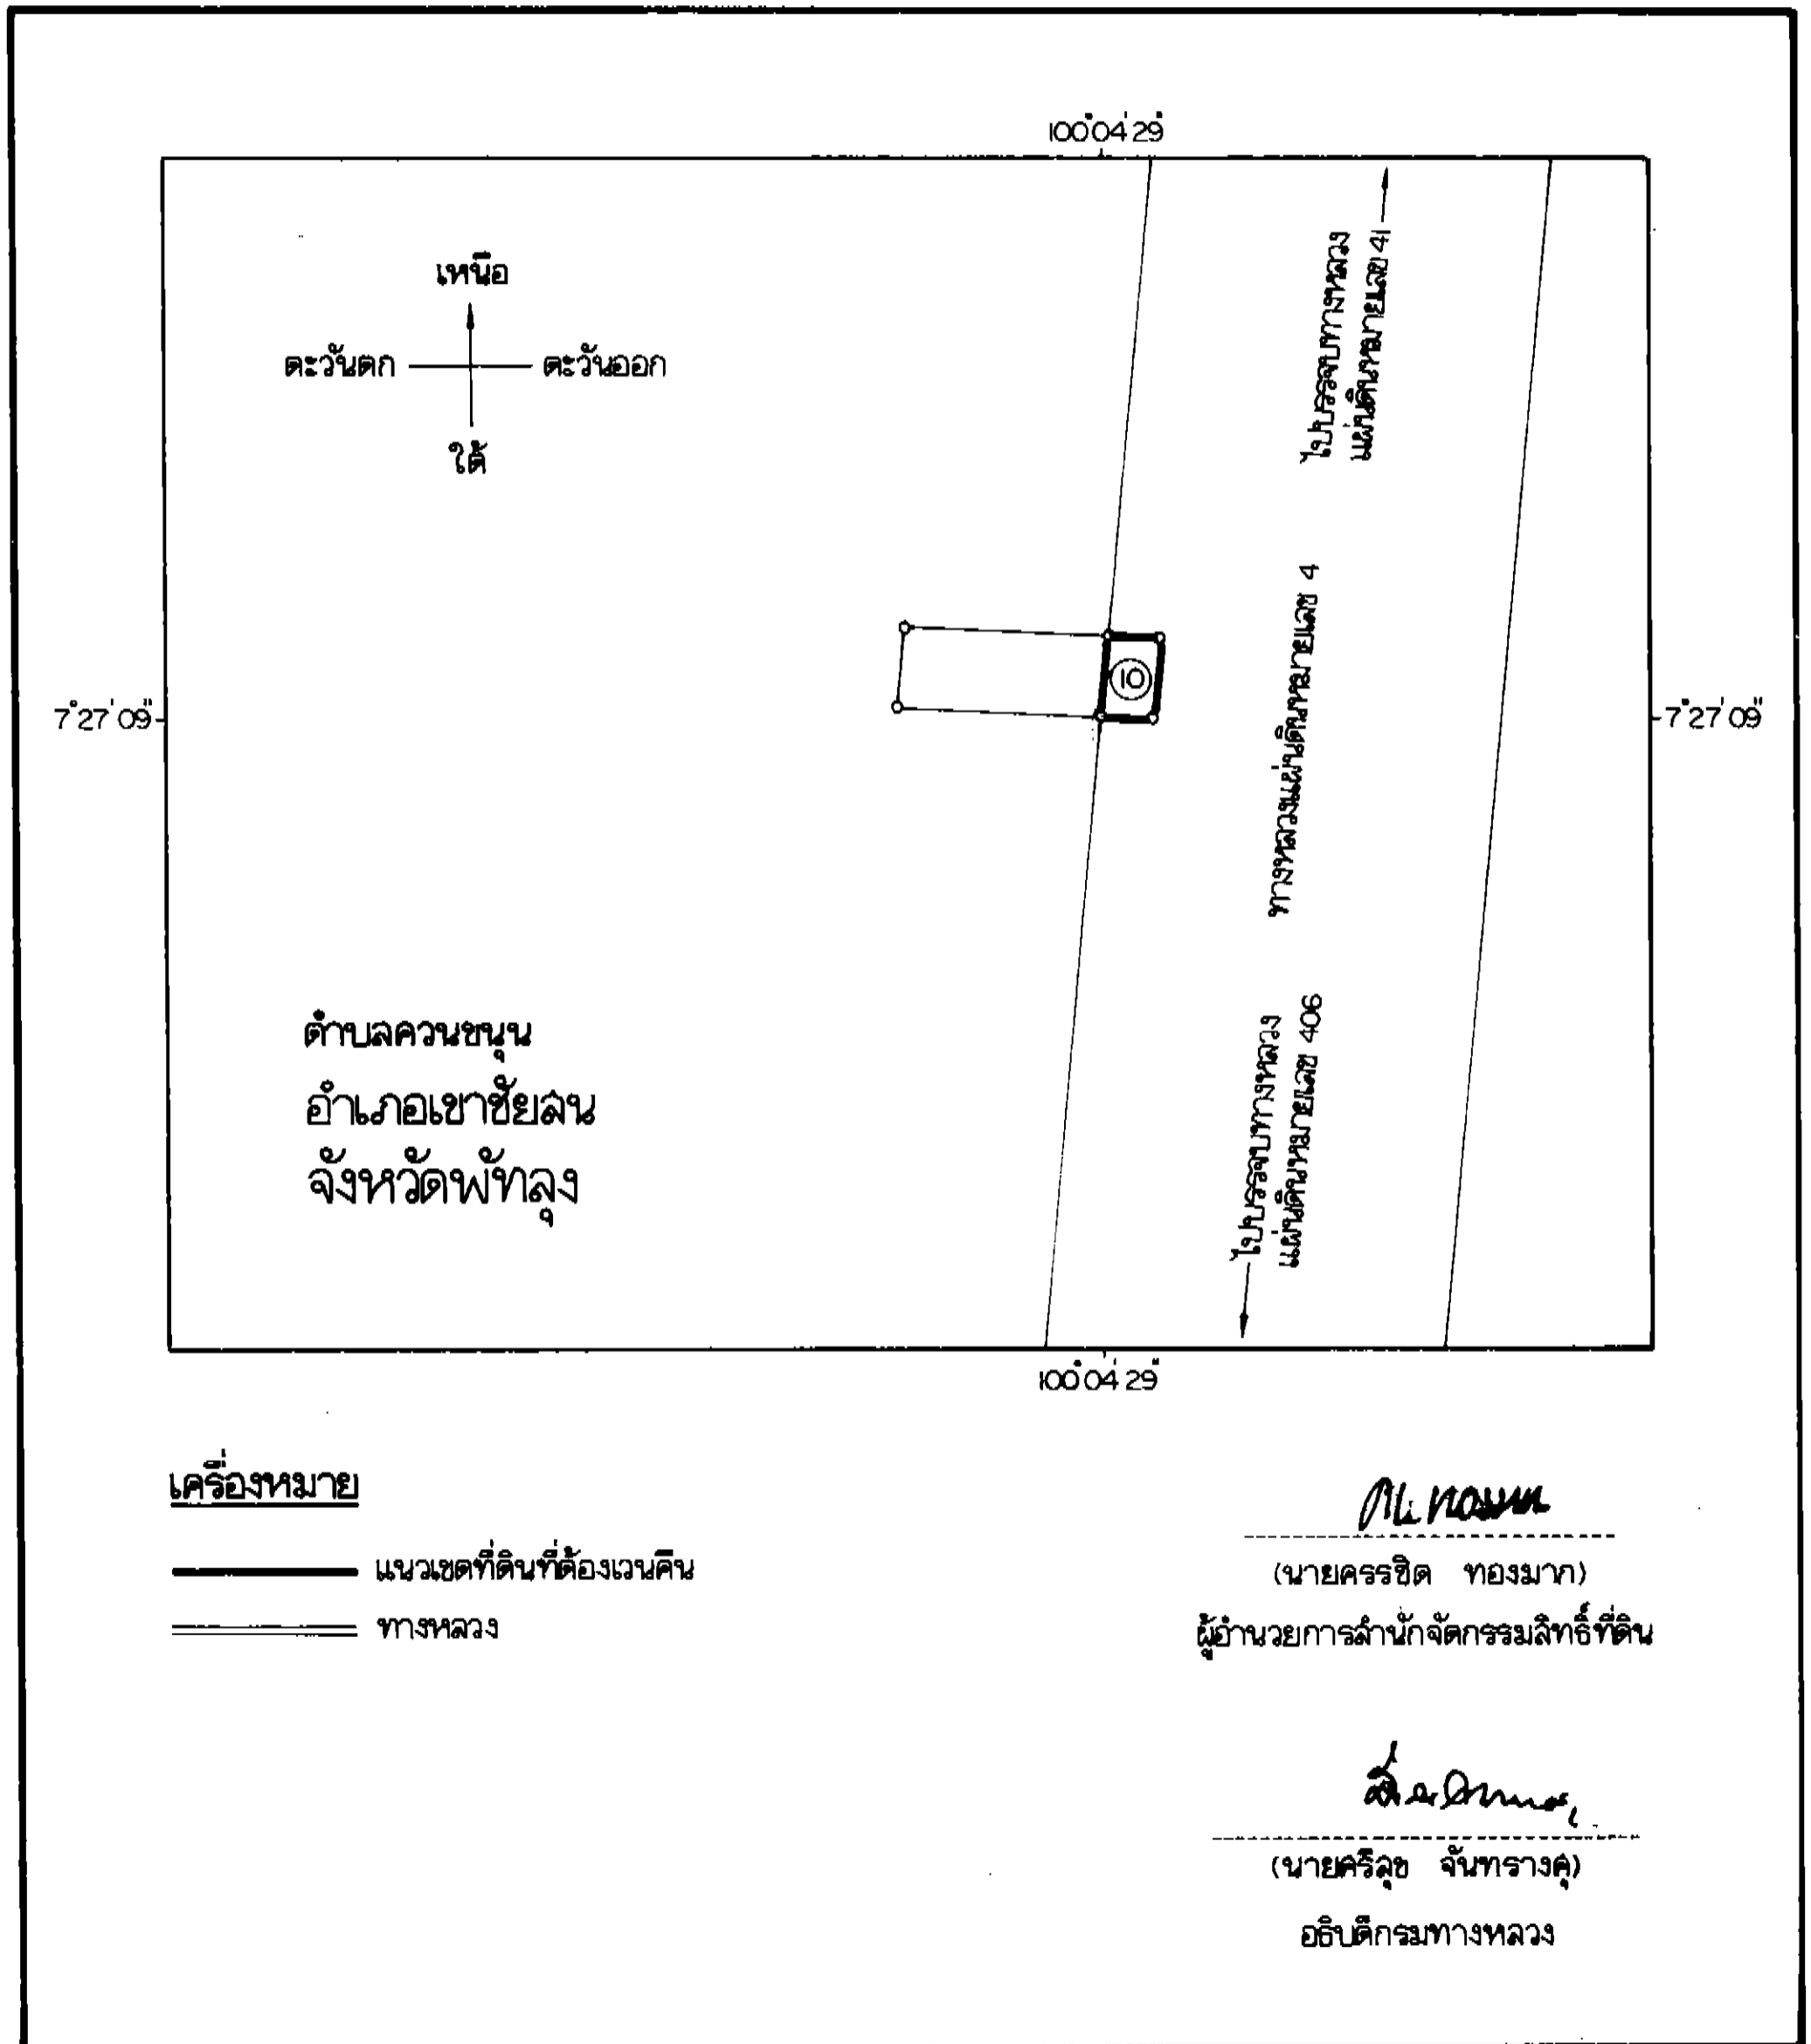 100°04'29"
เหนือ
ตะวันตก ตะวันออก
ใต้
ไปบรรจบทางหลวง
แผ่นดินหมายเลข 41
ทางหลวงแผ่นดินหมายเลข 4
10
7°27'09" 7°27'09"
ไปบรรจบทางหลวง
แผ่นดินหมายเลข 406
ตำบลควนขนุน
อำเภอเขาชัยสน
จังหวัดพัทลุง
100°04'29"
เครื่องหมาย
แนวเขตที่ดินที่ต้องเวนคืน
ทางหลวง
(นายครรชิต ทองมาก)
ผู้อำนวยการสำนักจัดกรรมสิทธิ์ที่ดิน
(นายศรีสุข จันทรางศุ)
อธิบดีกรมทางหลวง